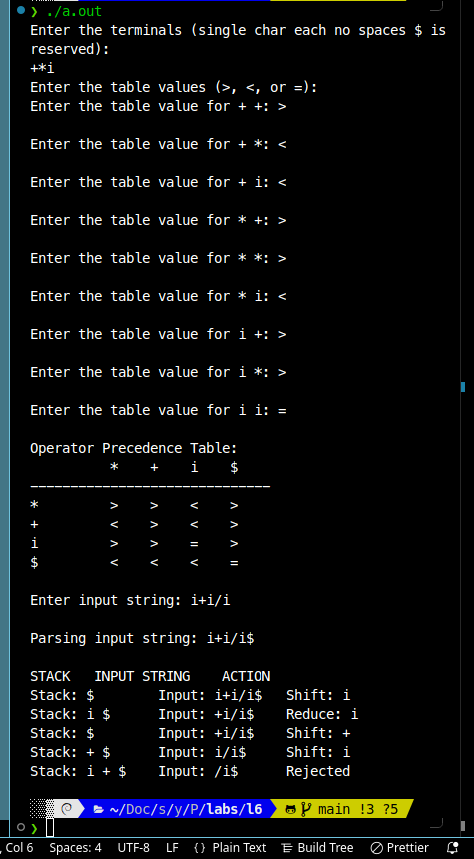 ❯ ./a.out
Enter the terminals (single char each no spaces $ is
reserved):
+*i
Enter the table values (>, <, or =):
Enter the table value for + +: >
Enter the table value for + *: <
Enter the table value for + i: <
Enter the table value for * +: >
Enter the table value for * *: >
Enter the table value for * i: <
Enter the table value for i +: >
Enter the table value for i *: >
Enter the table value for i i: =
Operator Precedence Table:
* + i $
------------------------------
* > > < >
+ < > < >
i > > = >
$ < < < =
Enter input string: i+i/i
Parsing input string: i+i/i$
STACK INPUT STRING ACTION
Stack: $ Input: i+i/i$ Shift: i
Stack: i $ Input: +i/i$ Reduce: i
Stack: $ Input: +i/i$ Shift: +
Stack: + $ Input: i/i$ Shift: i
Stack: i + $ Input: /i$ Rejected
~/Doc/s/y/P/labs/l6 main !3 ?5
❯
, Col 6 Spaces: 4 UTF-8 LF {} Plain Text Build Tree Prettier